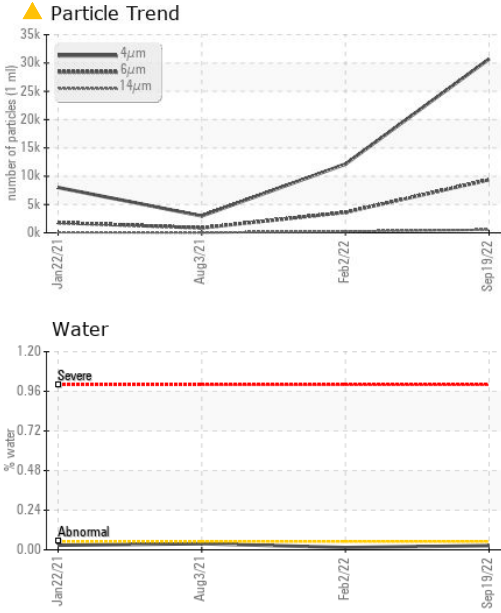 Particle Trend
35k
30k
25k
20k
15k
10k
5k
0k
number of particles (1 ml)
4µm
6µm
14µm
Jan22/21
Aug3/21
Feb2/22
Sep19/22
Water
1.20
0.96
0.72
0.48
0.24
0.00
% water
Severe
Abnormal
Jan22/21
Aug3/21
Feb2/22
Sep19/22